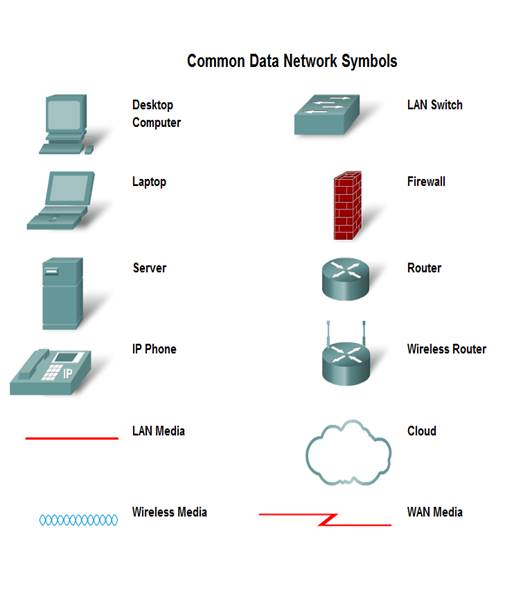 Common Data Network Symbols
Desktop
Computer
LAN Switch
Laptop
Firewall
Server
Router
IP Phone
IP
Wireless Router
LAN Media
Cloud
Wireless Media
WAN Media